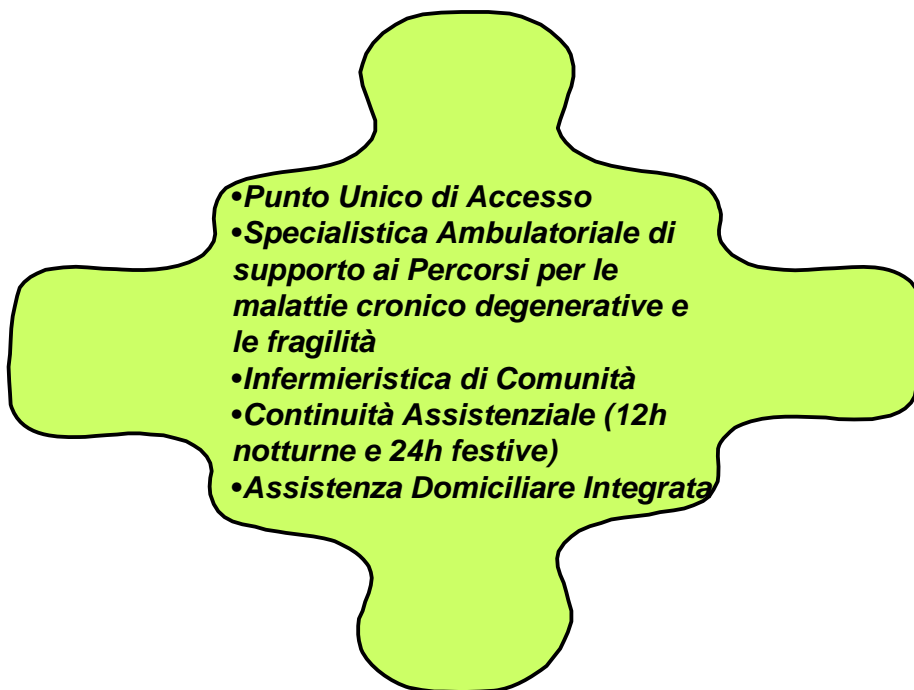 •Punto Unico di Accesso
•Specialistica Ambulatoriale di
supporto ai Percorsi per le
malattie cronico degenerative e
le fragilità
•Infermieristica di Comunità
•Continuità Assistenziale (12h
notturne e 24h festive)
•Assistenza Domiciliare Integrata